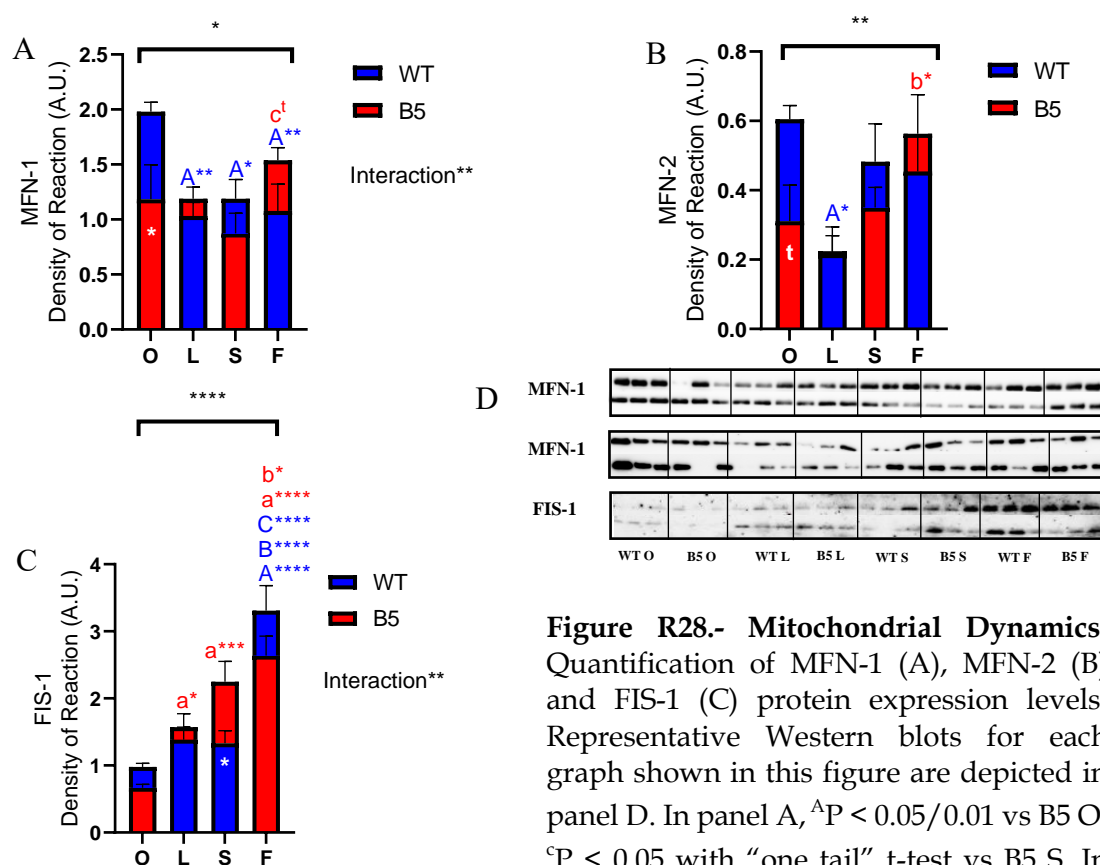 A
*
2.5
2.0
1.5
1.0
0.5
0.0
MFN-1
Density of Reaction (A.U.)
*
A**
A*
c^t
A**
O L S F
WT
B5
Interaction**
B
**
0.8
0.6
0.4
0.2
0.0
MFN-2
Density of Reaction (A.U.)
t
A*
b*
O L S F
WT
B5
C
****
4
3
2
1
0
FIS-1
Density of Reaction (A.U.)
a*
a***
*
b*
a****
C****
B****
A****
O L S F
WT
B5
Interaction**
D
MFN-1
MFN-1
FIS-1
WT O B5 O WT L B5 L WT S B5 S WT F B5 F
Figure R28.- Mitochondrial Dynamics
Quantification of MFN-1 (A), MFN-2 (B)
and FIS-1 (C) protein expression levels
Representative Western blots for each
graph shown in this figure are depicted in
panel D. In panel A, ^AP < 0.05/0.01 vs B5 O
^cP < 0.05 with “one tail” t-test vs B5 S. In